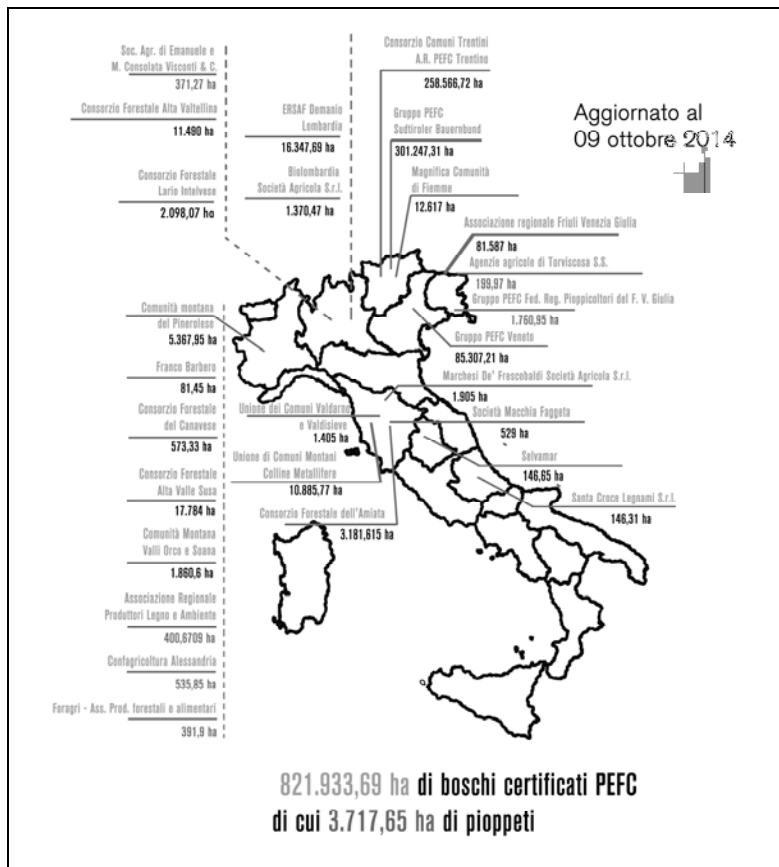 Soc. Agr. di Emanuele e
M. Consolata Visconti & C.
371,27 ha
Consorzio Forestale Alta Valtellina
11.490 ha
Consorzio Forestale
Lario Intelvese
2.098,07 ha
ERSAF Demanio
Lombardia
16.347,69 ha
Biolombardia
Società Agricola S.r.l.
1.370,47 ha
Consorzio Comuni Trentini
A.R. PEFC Trentino
258.566,72 ha
Gruppo PEFC
Sudtiroler Bauernbund
301.247,31 ha
Magnifica Comunità
di Fiemme
12.617 ha
Aggiornato al
09 ottobre 2014
Associazione regionale Friuli Venezia Giulia
81.587 ha
Agenzie agricole di Torviscosa S.S.
199,97 ha
Gruppo PEFC Fed. Reg. Pioppicoltori del F. V. Giulia
1.760,95 ha
Gruppo PEFC Veneto
85.307,21 ha
Marchesi De' Frescobaldi Società Agricola S.r.l.
1.905 ha
Società Macchia Faggeta
529 ha
Selvamar
146,65 ha
Santa Croce Legnami S.r.l.
146,31 ha
Comunità montana
del Pinerolese
5.367,95 ha
Franco Barbero
81,45 ha
Consorzio Forestale
del Canavese
573,33 ha
Consorzio Forestale
Alta Valle Susa
17.784 ha
Comunità Montana
Valli Orco e Soana
1.860,6 ha
Associazione Regionale
Produttori Legno e Ambiente
400,6709 ha
Confagricoltura Alessandria
535,85 ha
Foragri - Ass. Prod. forestali e alimentari
391,9 ha
Unione dei Comuni Valdarno
e Valdisieve
1.405 ha
Unione di Comuni Montani
Colline Metallifere
10.885,77 ha
Consorzio Forestale dell'Amiata
3.181,615 ha
821.933,69 ha di boschi certificati PEFC
di cui 3.717,65 ha di pioppeti